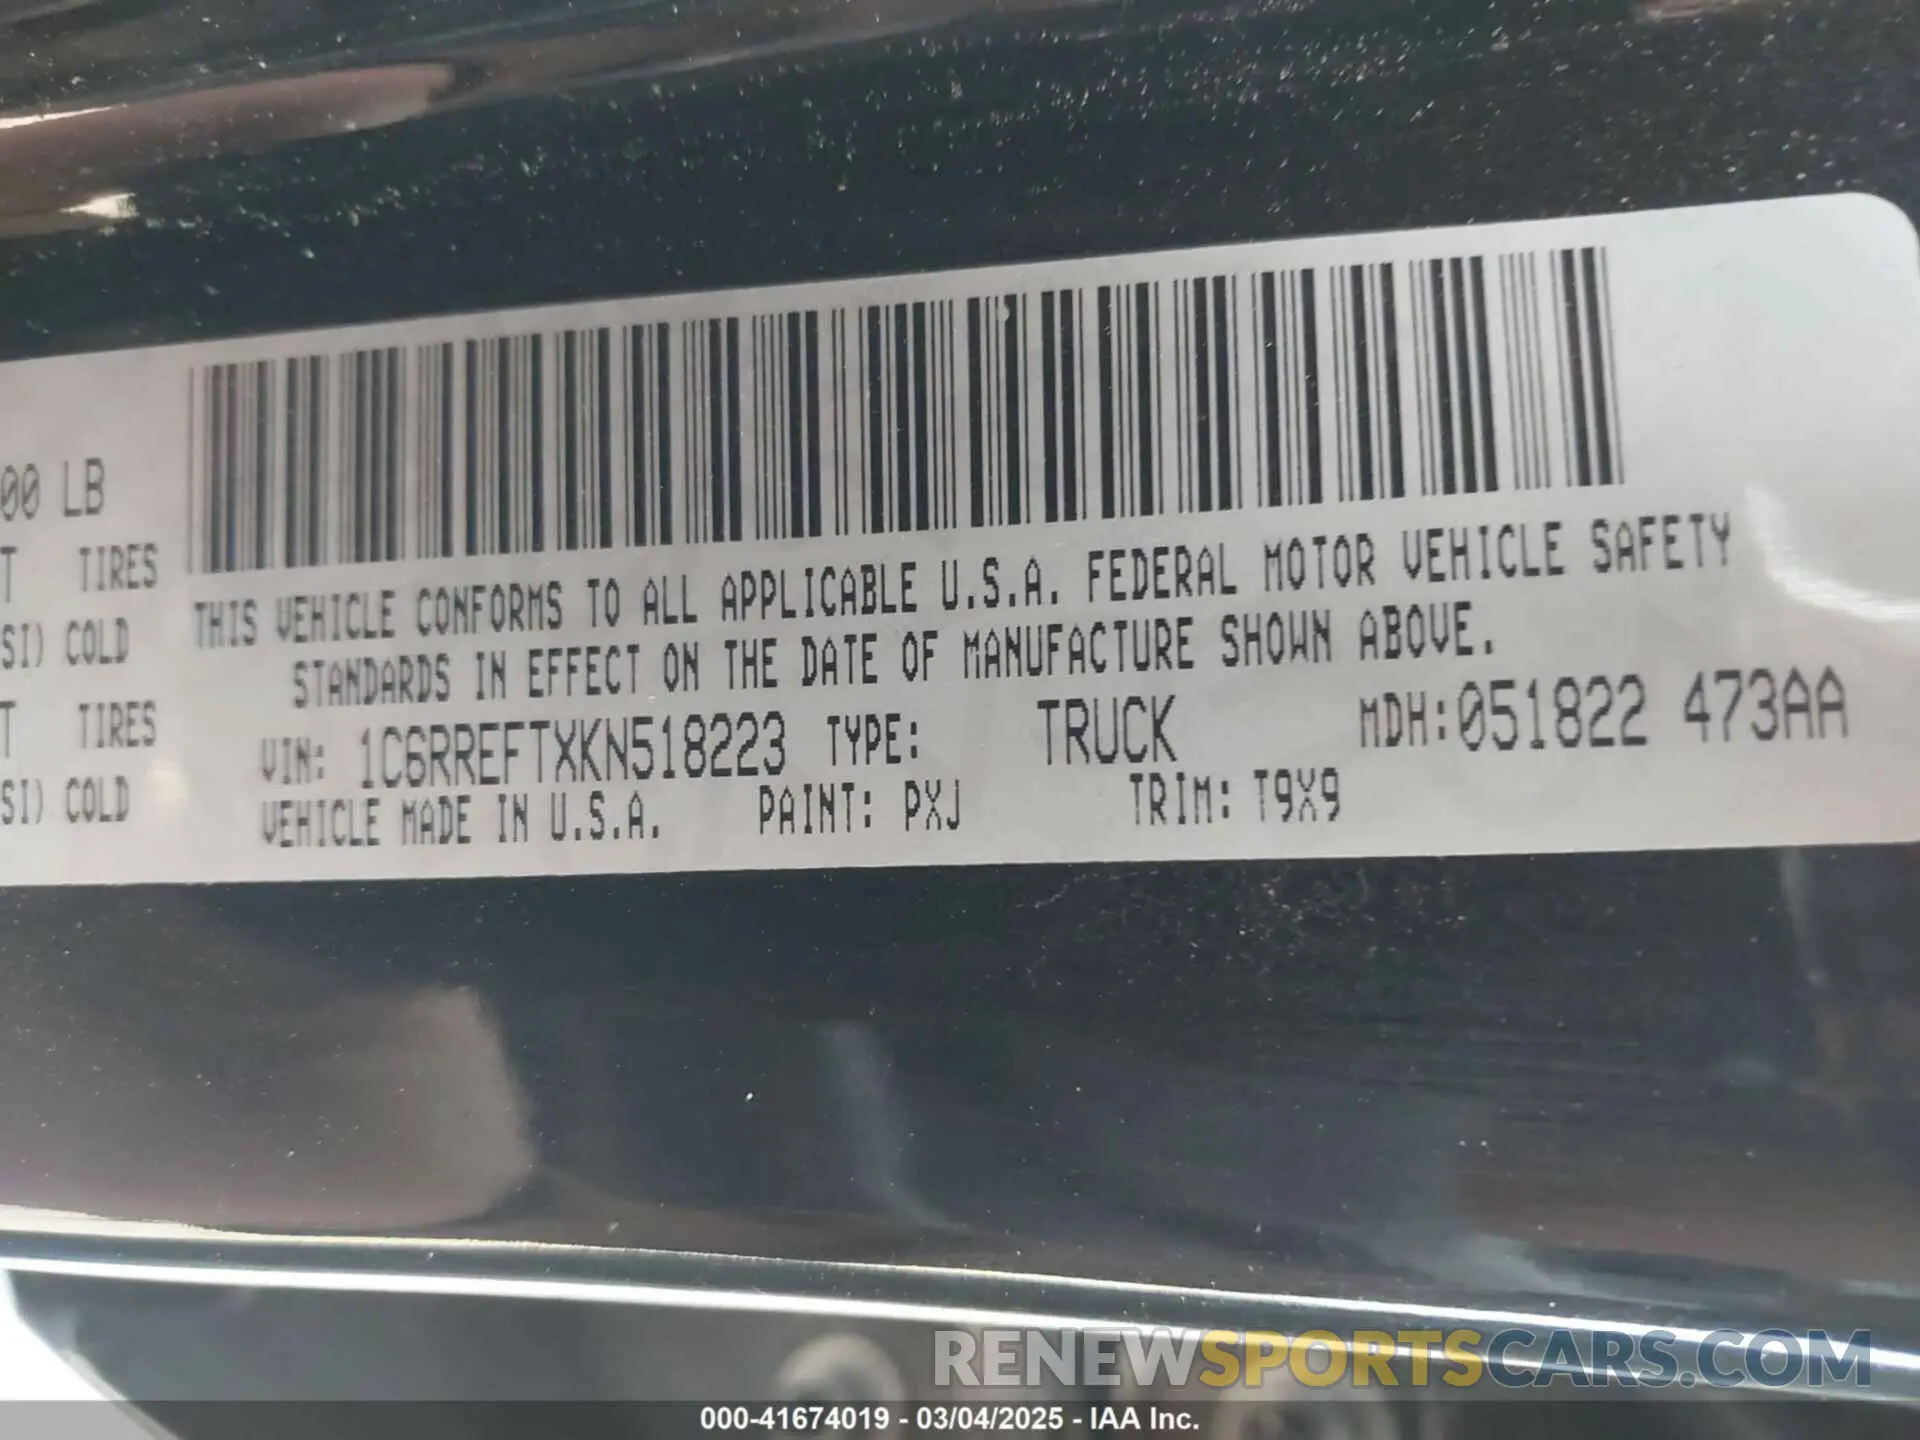 00 LB
T TIRES
SI) COLD
T TIRES
SI) COLD
THIS VEHICLE CONFORMS TO ALL APPLICABLE U.S.A. FEDERAL MOTOR VEHICLE SAFETY
STANDARDS IN EFFECT ON THE DATE OF MANUFACTURE SHOWN ABOVE.
VIN: 1C6RREFTXKN518223 TYPE: TRUCK MDH:051822 473AA
VEHICLE MADE IN U.S.A. PAINT: PXJ TRIM: T9X9
RENEWSPORTSCARS.COM
000-41674019 - 03/04/2025 - IAA Inc.